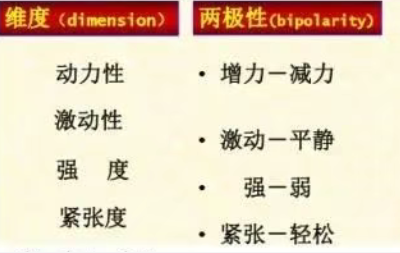 维度（dimension） 两极性(bipolarity)
动力性 • 增力－减力
激动性 • 激动－平静
强 度 • 强－弱
紧张度 • 紧张－轻松